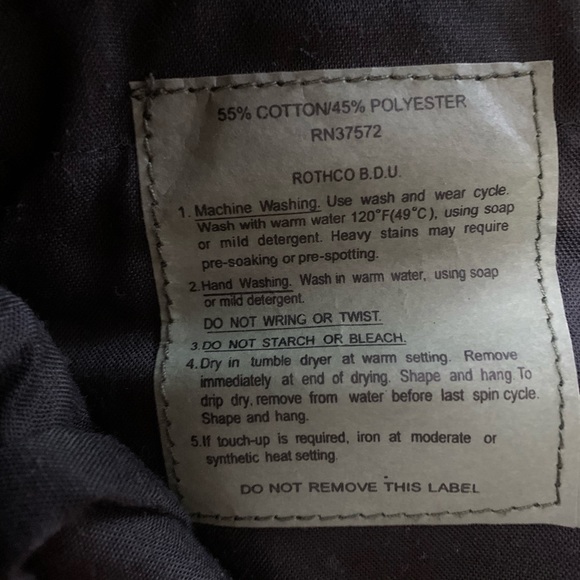 55% COTTON/45% POLYESTER
RN37572
ROTHCO B.D.U.
1. Machine Washing. Use wash and wear cycle.
Wash with warm water 120°F(49°C), using soap
or mild detergent. Heavy stains may require
pre-soaking or pre-spotting.
2. Hand Washing. Wash in warm water, using soap
or mild detergent.
DO NOT WRING OR TWIST.
3. DO NOT STARCH OR BLEACH.
4. Dry in tumble dryer at warm setting. Remove
immediately at end of drying. Shape and hang. To
drip dry, remove from water before last spin cycle.
Shape and hang.
5. If touch-up is required, iron at moderate or
synthetic heat setting.
DO NOT REMOVE THIS LABEL